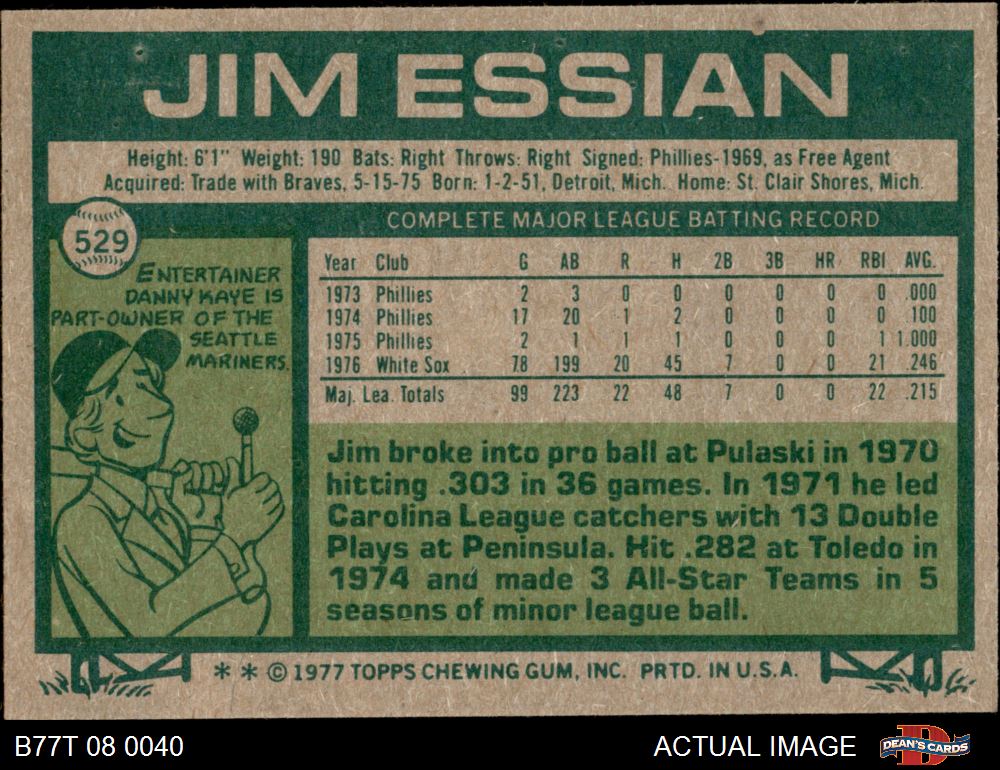 JIM ESSIAN
Height: 6'1" Weight: 190 Bats: Right Throws: Right Signed: Phillies-1969, as Free Agent
Acquired: Trade with Braves, 5-15-75 Born: 1-2-51, Detroit, Mich. Home: St. Clair Shores, Mich.
529
ENTERTAINER
DANNY KAYE IS
PART-OWNER OF THE
SEATTLE
MARINERS.
COMPLETE MAJOR LEAGUE BATTING RECORD
Year Club G AB R H 2B 3B HR RBI AVG.
1973 Phillies 2 3 0 0 0 0 0 0 .000
1974 Phillies 17 20 1 2 0 0 0 0 .100
1975 Phillies 2 1 1 1 0 0 0 1 1.000
1976 White Sox 78 199 20 45 7 0 0 21 .246
Maj. Lea. Totals 99 223 22 48 7 0 0 22 .215
Jim broke into pro ball at Pulaski in 1970
hitting .303 in 36 games. In 1971 he led
Carolina League catchers with 13 Double
Plays at Peninsula. Hit .282 at Toledo in
1974 and made 3 All-Star Teams in 5
seasons of minor league ball.
* * © 1977 TOPPS CHEWING GUM, INC. PRTD. IN U.S.A.
B77T 08 0040
ACTUAL IMAGE
D
DEAN'S CARDS